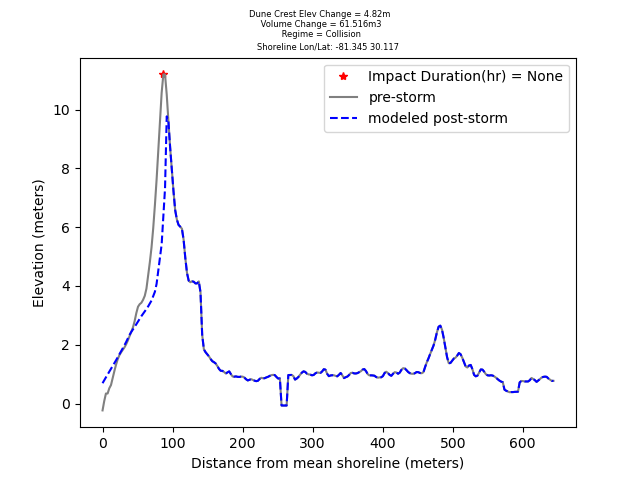 Dune Crest Elev Change = 4.82m
Volume Change = 61.516m3
Regime = Collision
Shoreline Lon/Lat: -81.345 30.117
Impact Duration(hr) = None
pre-storm
modeled post-storm
10
8
6
4
2
0
Elevation (meters)
0 100 200 300 400 500 600
Distance from mean shoreline (meters)